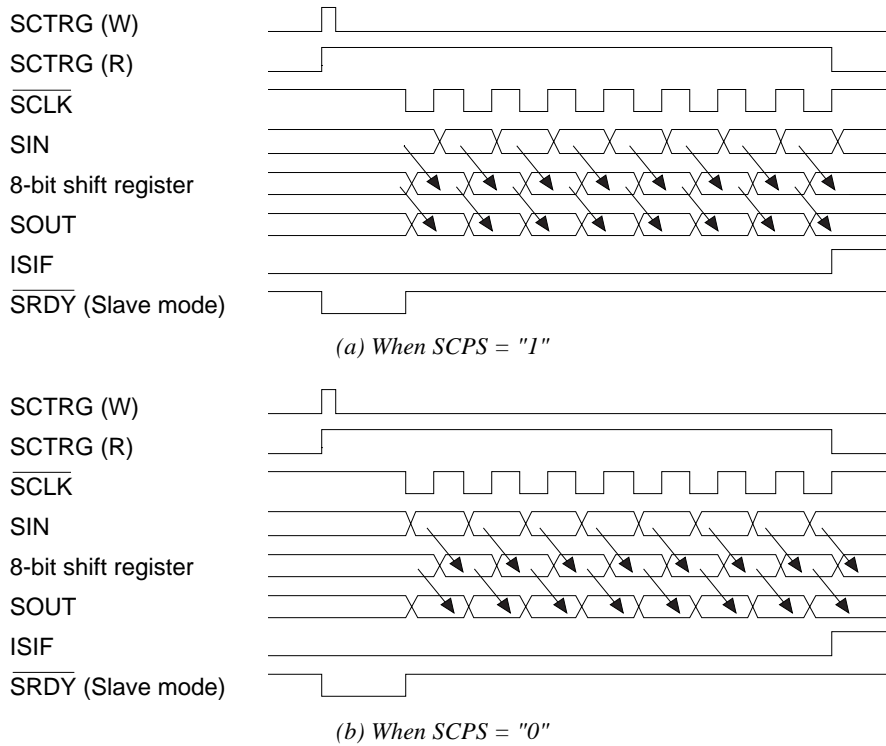 SCTRG (W)
SCTRG (R)
SCLK
SIN
8-bit shift register
SOUT
ISIF
SRDY (Slave mode)
(a) When SCPS = "1"
SCTRG (W)
SCTRG (R)
SCLK
SIN
8-bit shift register
SOUT
ISIF
SRDY (Slave mode)
(b) When SCPS = "0"